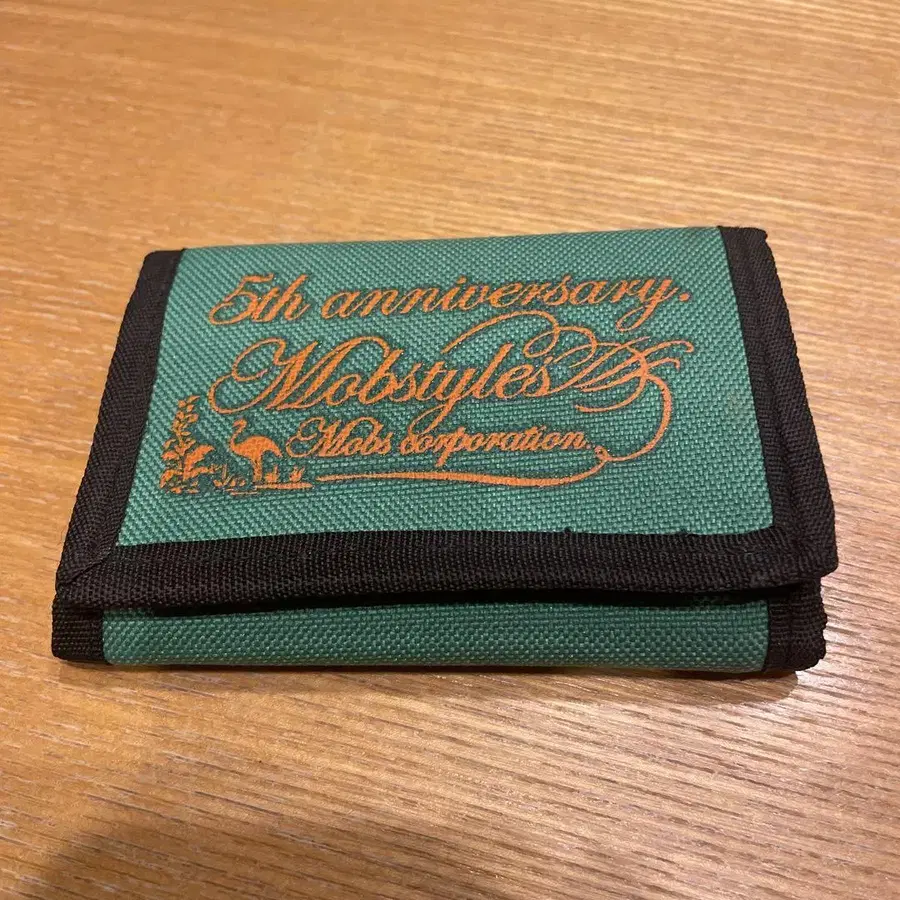 5th anniversary.
Mobstyles
Mobs corporation.